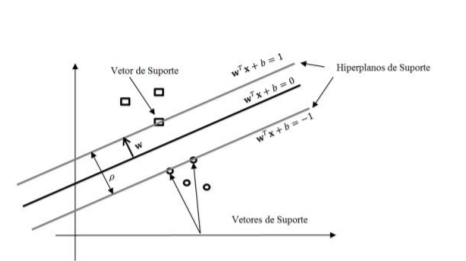 Vetor de Suporte
wᵀx + b = 1
Hiperplanos de Suporte
wᵀx + b = 0
wᵀx + b = −1
w
ρ
Vetores de Suporte